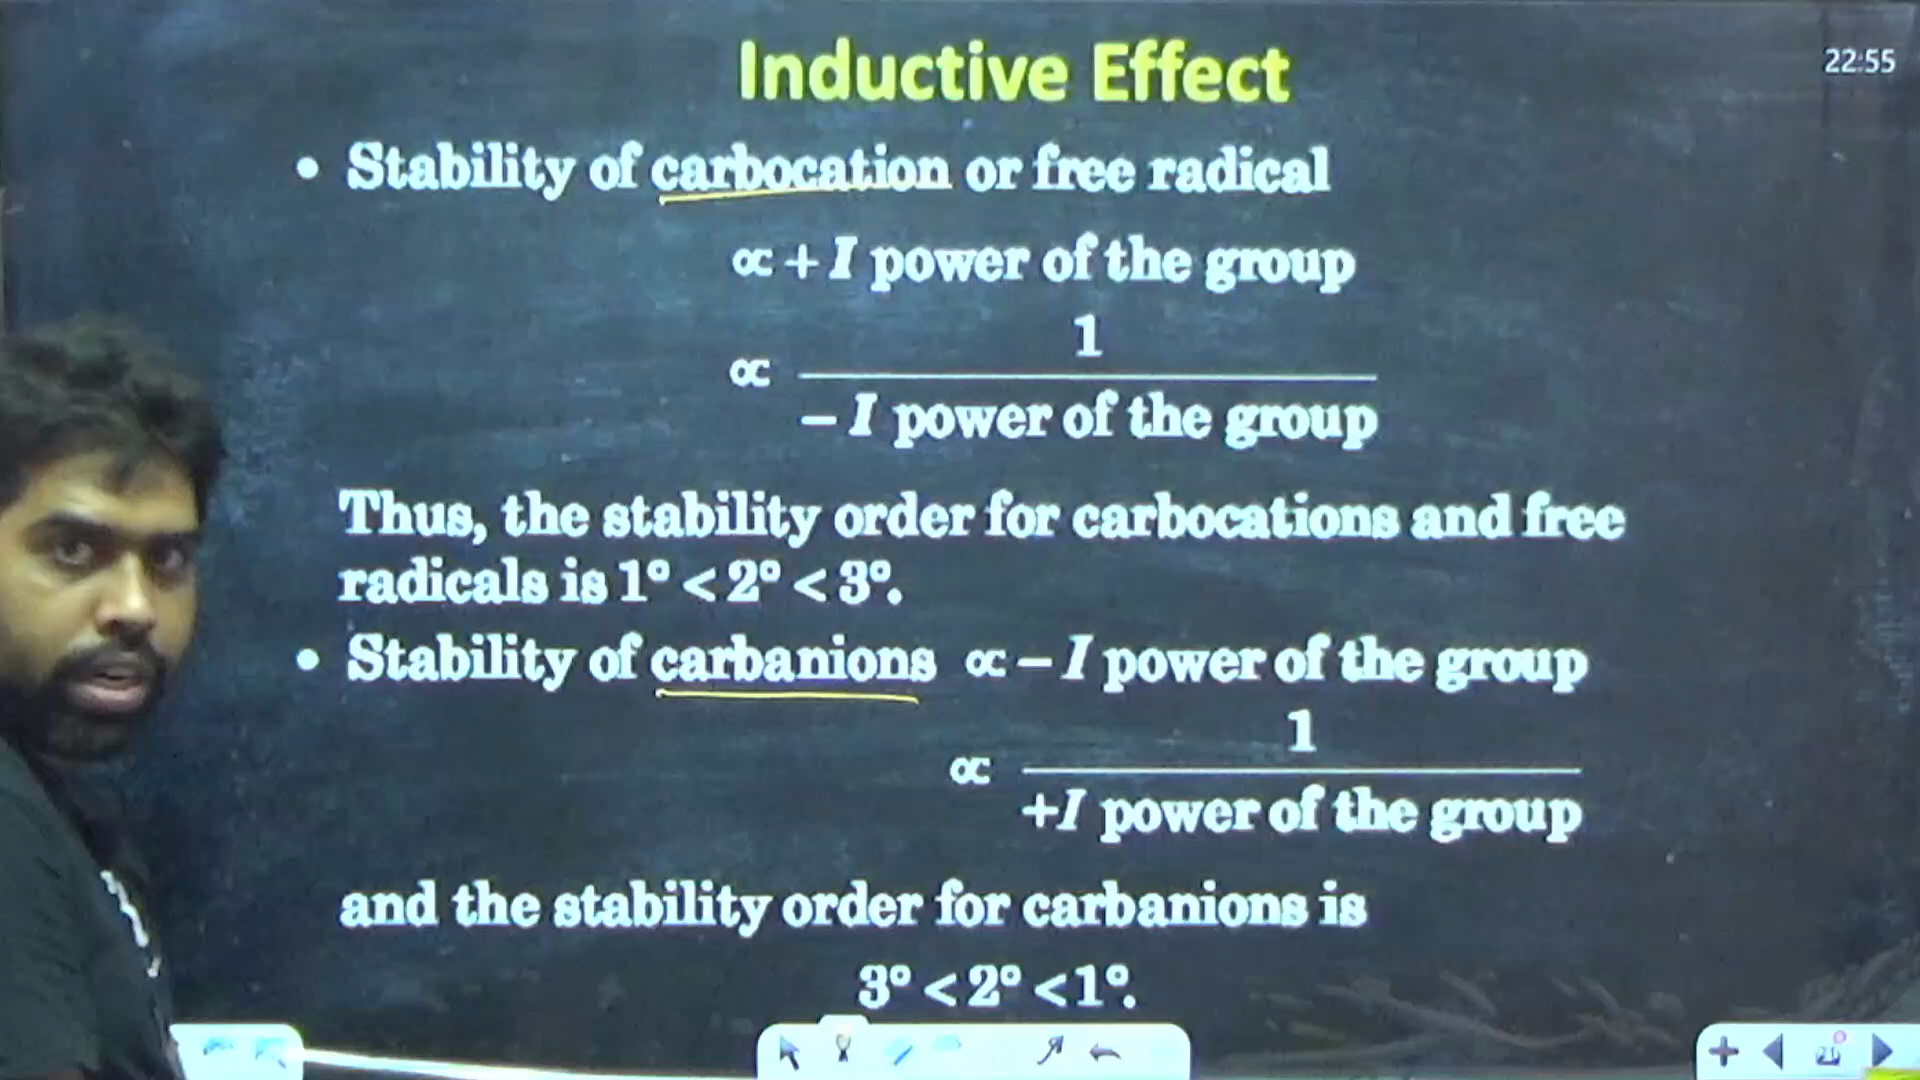 Inductive Effect
22:55
• Stability of carbocation or free radical
∝ + I power of the group
∝ 1 / – I power of the group
Thus, the stability order for carbocations and free
radicals is 1° < 2° < 3°.
• Stability of carbanions ∝ – I power of the group
∝ 1 / +I power of the group
and the stability order for carbanions is
3° < 2° < 1°.